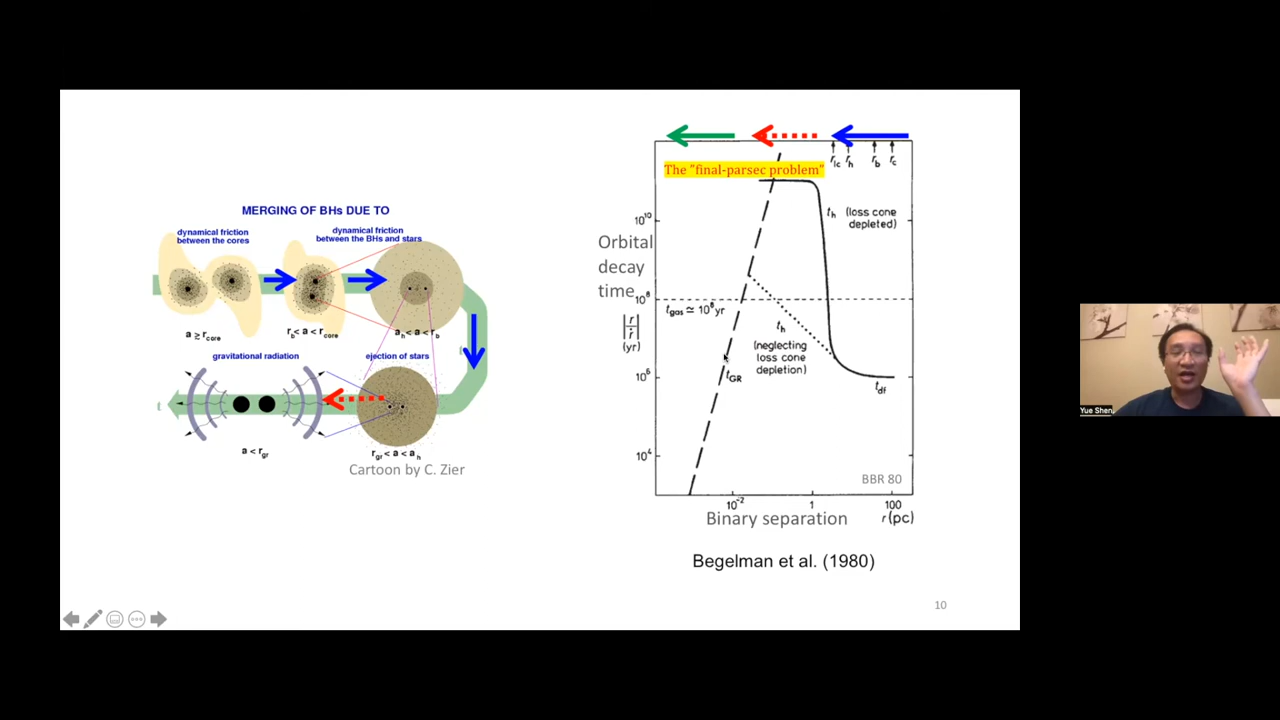 MERGING OF BHs DUE TO
dynamical friction
between the cores
dynamical friction
between the BHs and stars
a ≥ r_core
r_b < a < r_core
a_h < a < r_b
gravitational radiation
ejection of stars
t
a < r_gr
r_gr < a < a_h
Cartoon by C. Zier
r_lc r_h r_b r_c
The "final-parsec problem"
10^10
t_h (loss cone
depleted)
Orbital
decay
time
10^8
t_gas ≃ 10^8 yr
|r/ṙ|
(yr)
t_h
(neglecting
loss cone
depletion)
t_GR
10^6
t_df
10^4
BBR 80
10^-2 1 100
Binary separation r(pc)
Begelman et al. (1980)
10
Yue Shen